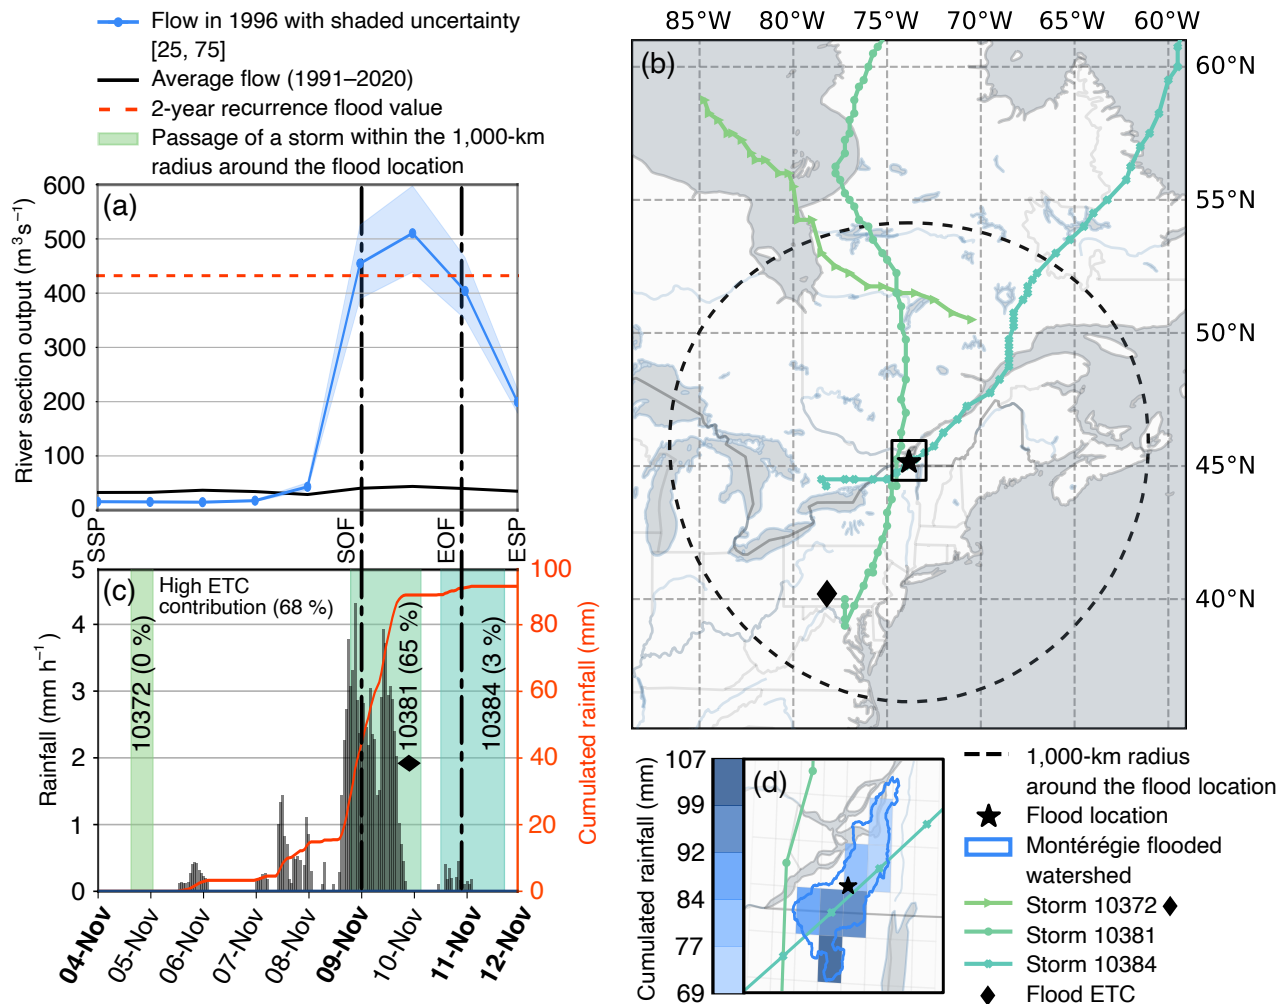 Flow in 1996 with shaded uncertainty
[25, 75]
Average flow (1991–2020)
2-year recurrence flood value
Passage of a storm within the 1,000-km
radius around the flood location
(a)
River section output (m³ s⁻¹)
600
500
400
300
200
100
0
SSP
SOF
EOF
ESP
(b)
85°W 80°W 75°W 70°W 65°W 60°W
60°N
55°N
50°N
45°N
40°N
(c)
High ETC
contribution (68 %)
Rainfall (mm h⁻¹)
5
4
3
2
1
0
10372 (0 %)
10381 (65 %)
10384 (3 %)
100
80
60
40
20
0
Cumulated rainfall (mm)
04-Nov
05-Nov
06-Nov
07-Nov
08-Nov
09-Nov
10-Nov
11-Nov
12-Nov
(d)
Cumulated rainfall (mm)
107
99
92
84
77
69
1,000-km radius
around the flood location
Flood location
Montérégie flooded
watershed
Storm 10372
Storm 10381
Storm 10384
Flood ETC